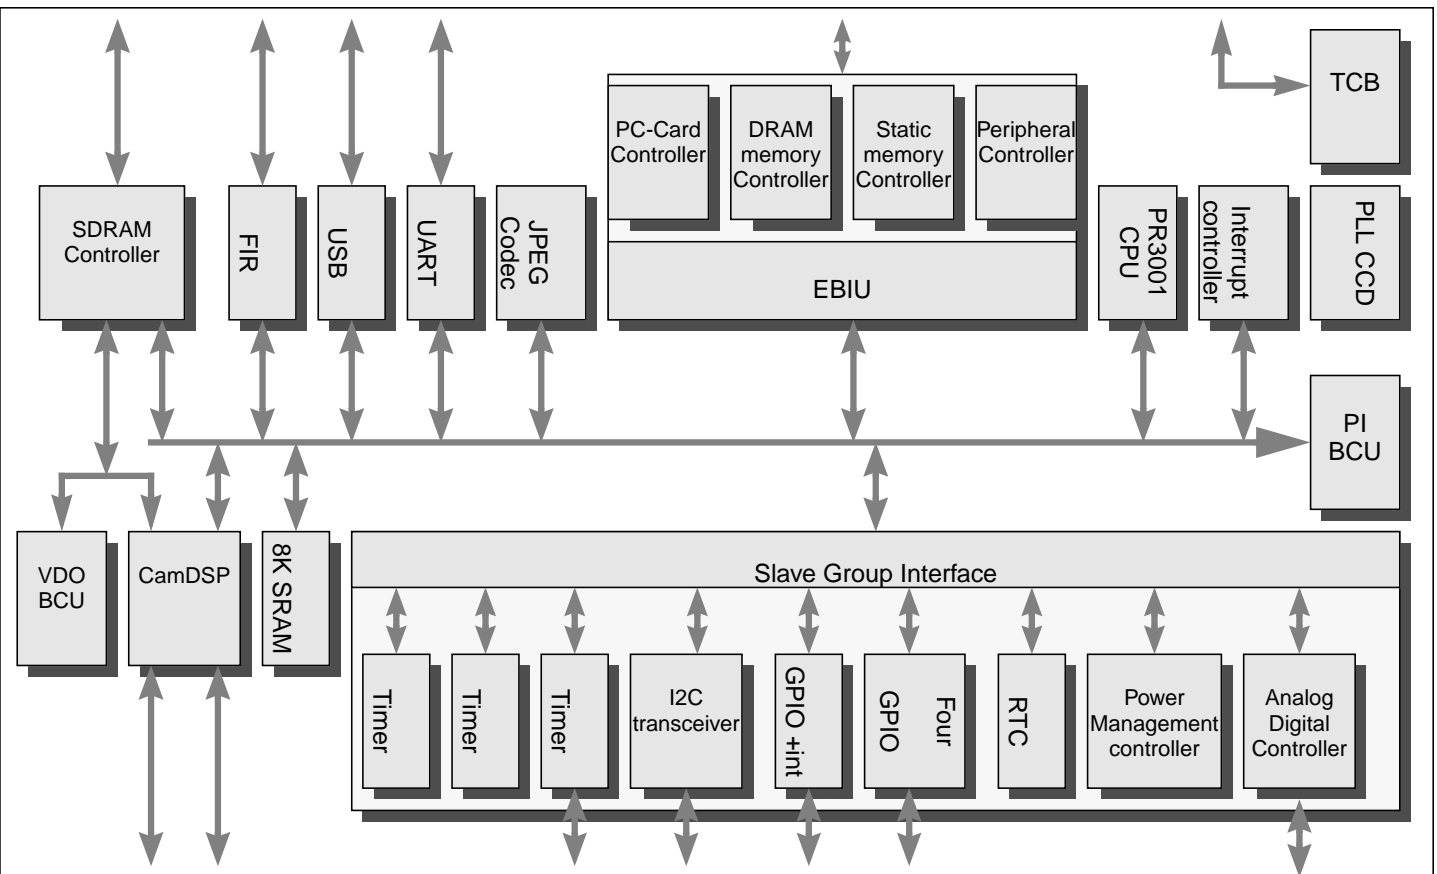 TCB
PC-Card
Controller
DRAM
memory
Controller
Static
memory
Controller
Peripheral
Controller
SDRAM
Controller
FIR
USB
UART
JPEG
Codec
EBIU
PR3001
CPU
Interrupt
controller
PLL CCD
PI
BCU
VDO
BCU
CamDSP
8K SRAM
Slave Group Interface
Timer
Timer
Timer
I2C
transceiver
GPIO +int
Four
GPIO
RTC
Power
Management
controller
Analog
Digital
Controller